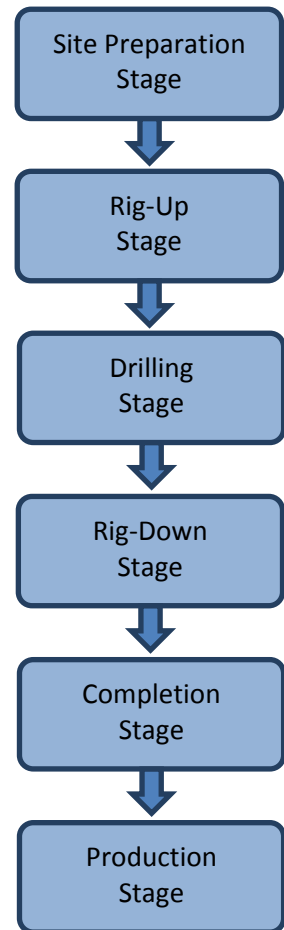 Site Preparation
Stage
Rig-Up
Stage
Drilling
Stage
Rig-Down
Stage
Completion
Stage
Production
Stage